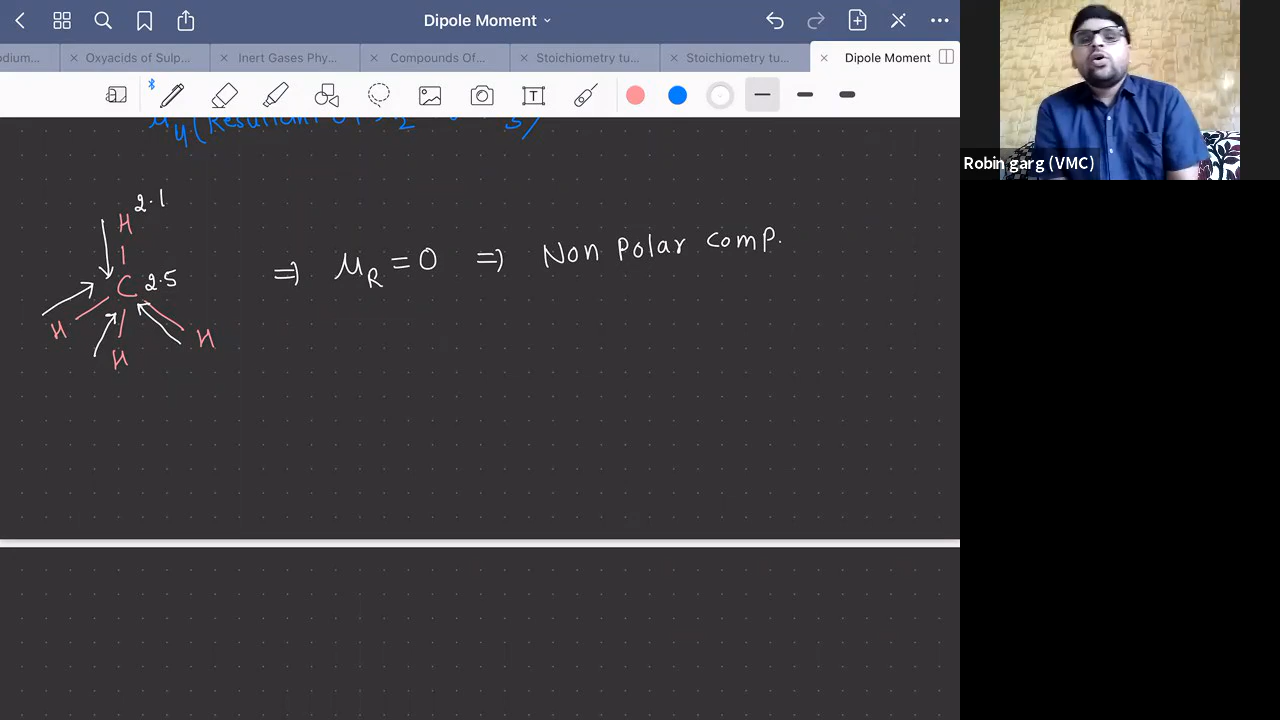 Dipole Moment
odium...
Oxyacids of Sulp...
Inert Gases Phy...
Compounds Of...
Stoichiometry tu...
Stoichiometry tu...
Dipole Moment
T
Robin garg (VMC)
H 2.1
C 2.5
H
H
H
⇒ μR = 0 ⇒ Non Polar comp.